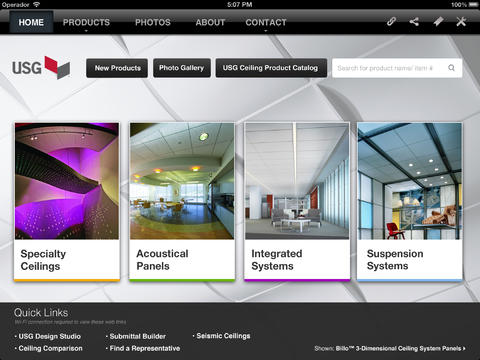 Operador 5:07 PM 100%
HOME PRODUCTS PHOTOS ABOUT CONTACT
USG New Products Photo Gallery USG Ceiling Product Catalog Search for product name/ item #
Specialty Ceilings
Acoustical Panels
Integrated Systems
Suspension Systems
Quick Links
Wi-Fi connection required to view these web links
• USG Design Studio • Submittal Builder • Seismic Ceilings
• Ceiling Comparison • Find a Representative
Shown: Billo™ 3-Dimensional Ceiling System Panels